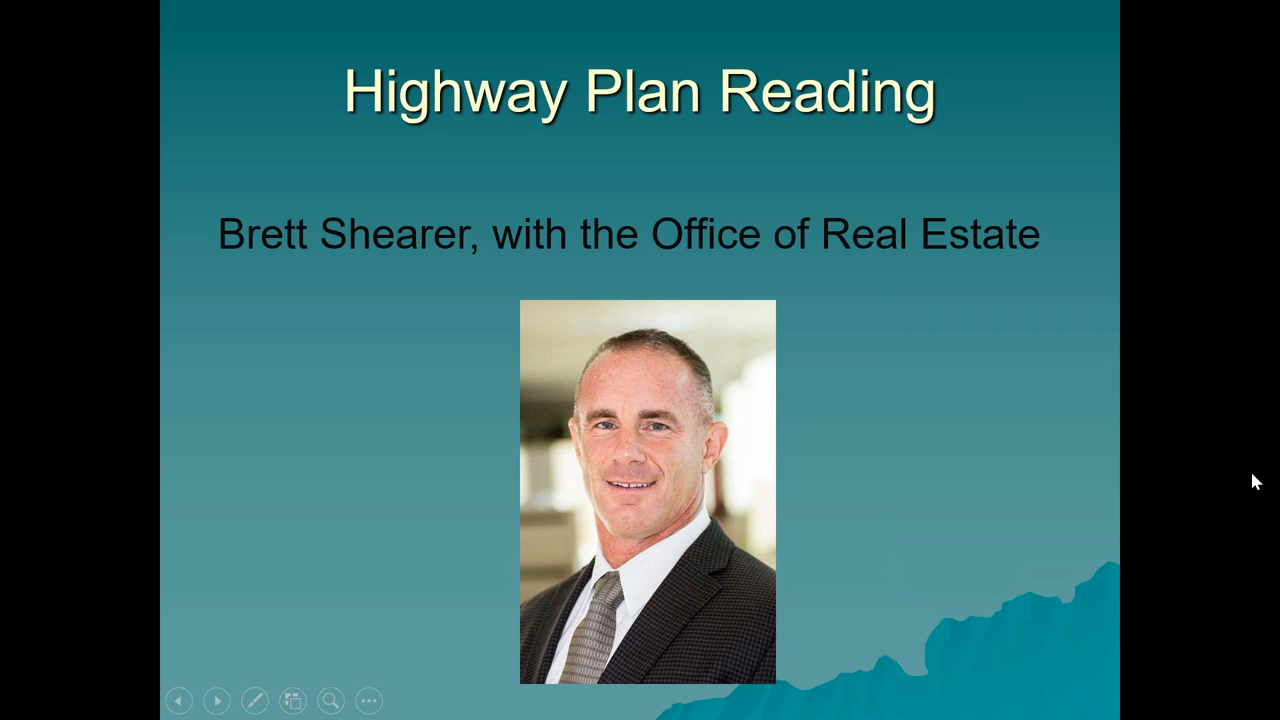 Highway Plan Reading
Brett Shearer, with the Office of Real Estate